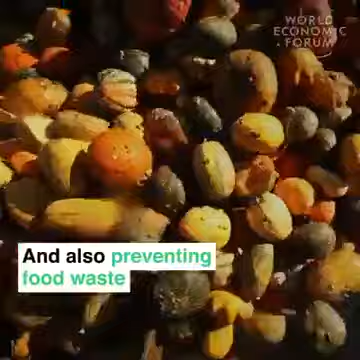 WORLD
ECONOMIC
FORUM
And also preventing
food waste